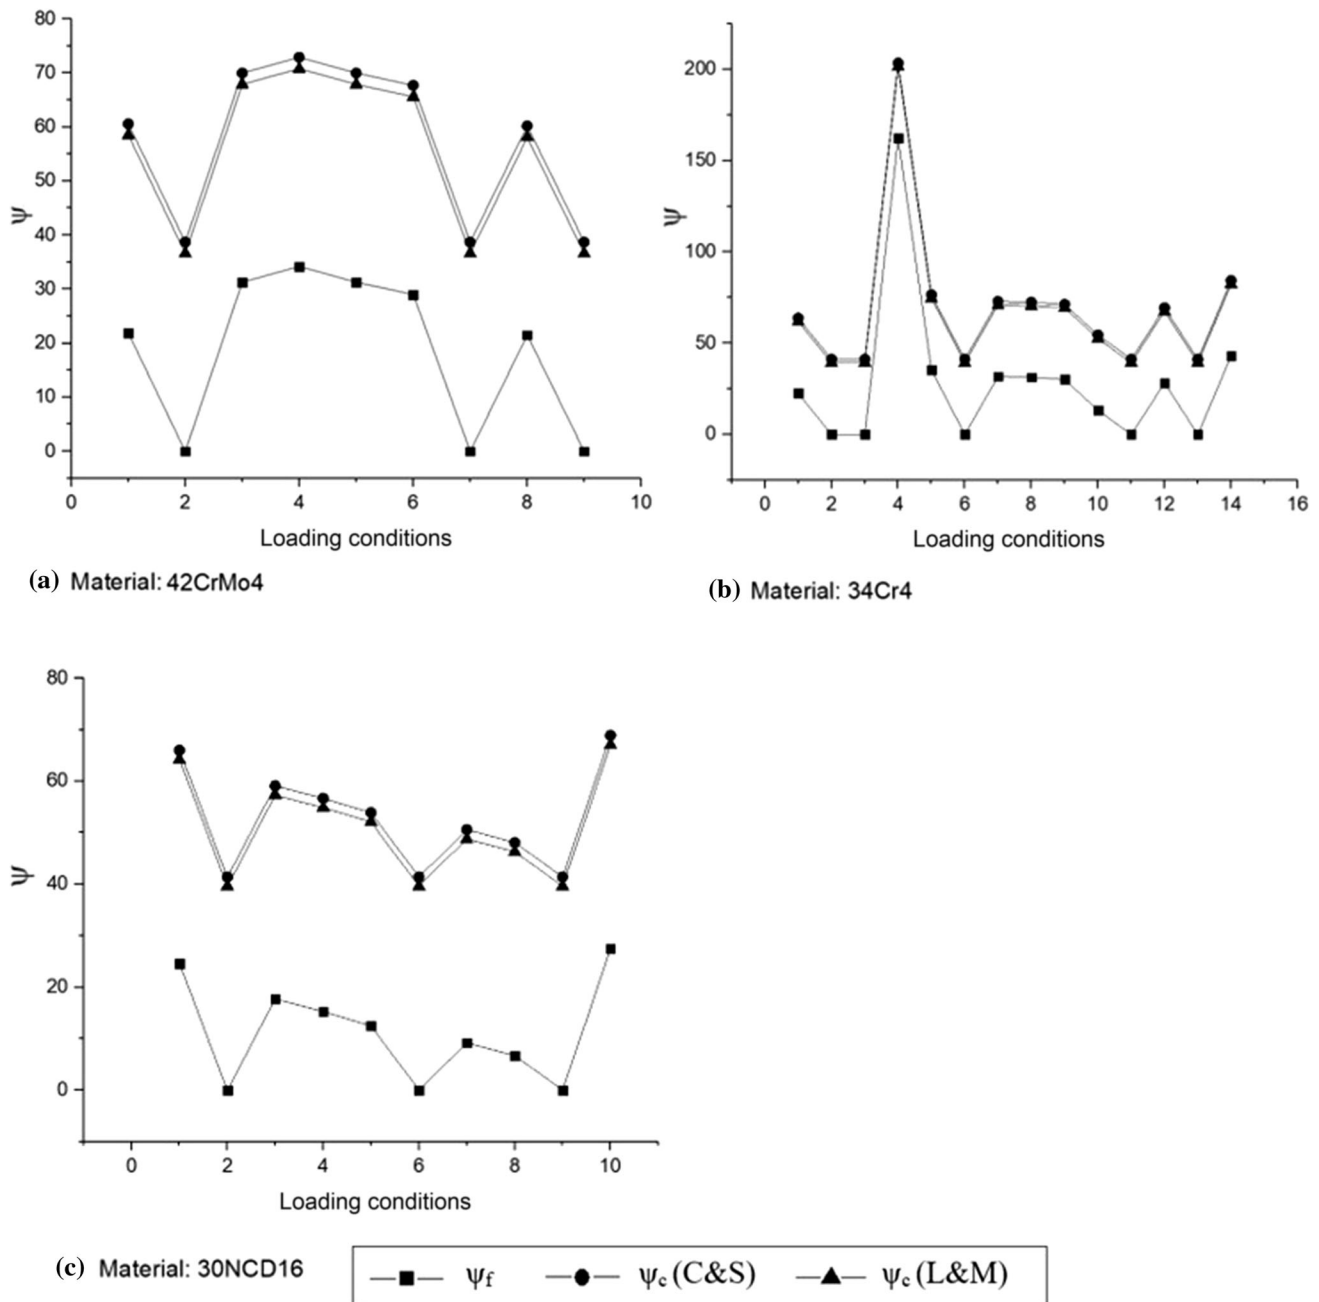 80
70
60
50
40
30
20
10
0
ψ
0 2 4 6 8 10
Loading conditions
(a) Material: 42CrMo4
200
150
100
50
0
ψ
0 2 4 6 8 10 12 14 16
Loading conditions
(b) Material: 34Cr4
80
60
40
20
0
ψ
0 2 4 6 8 10
Loading conditions
(c) Material: 30NCD16
ψf ψc (C&S) ψc (L&M)